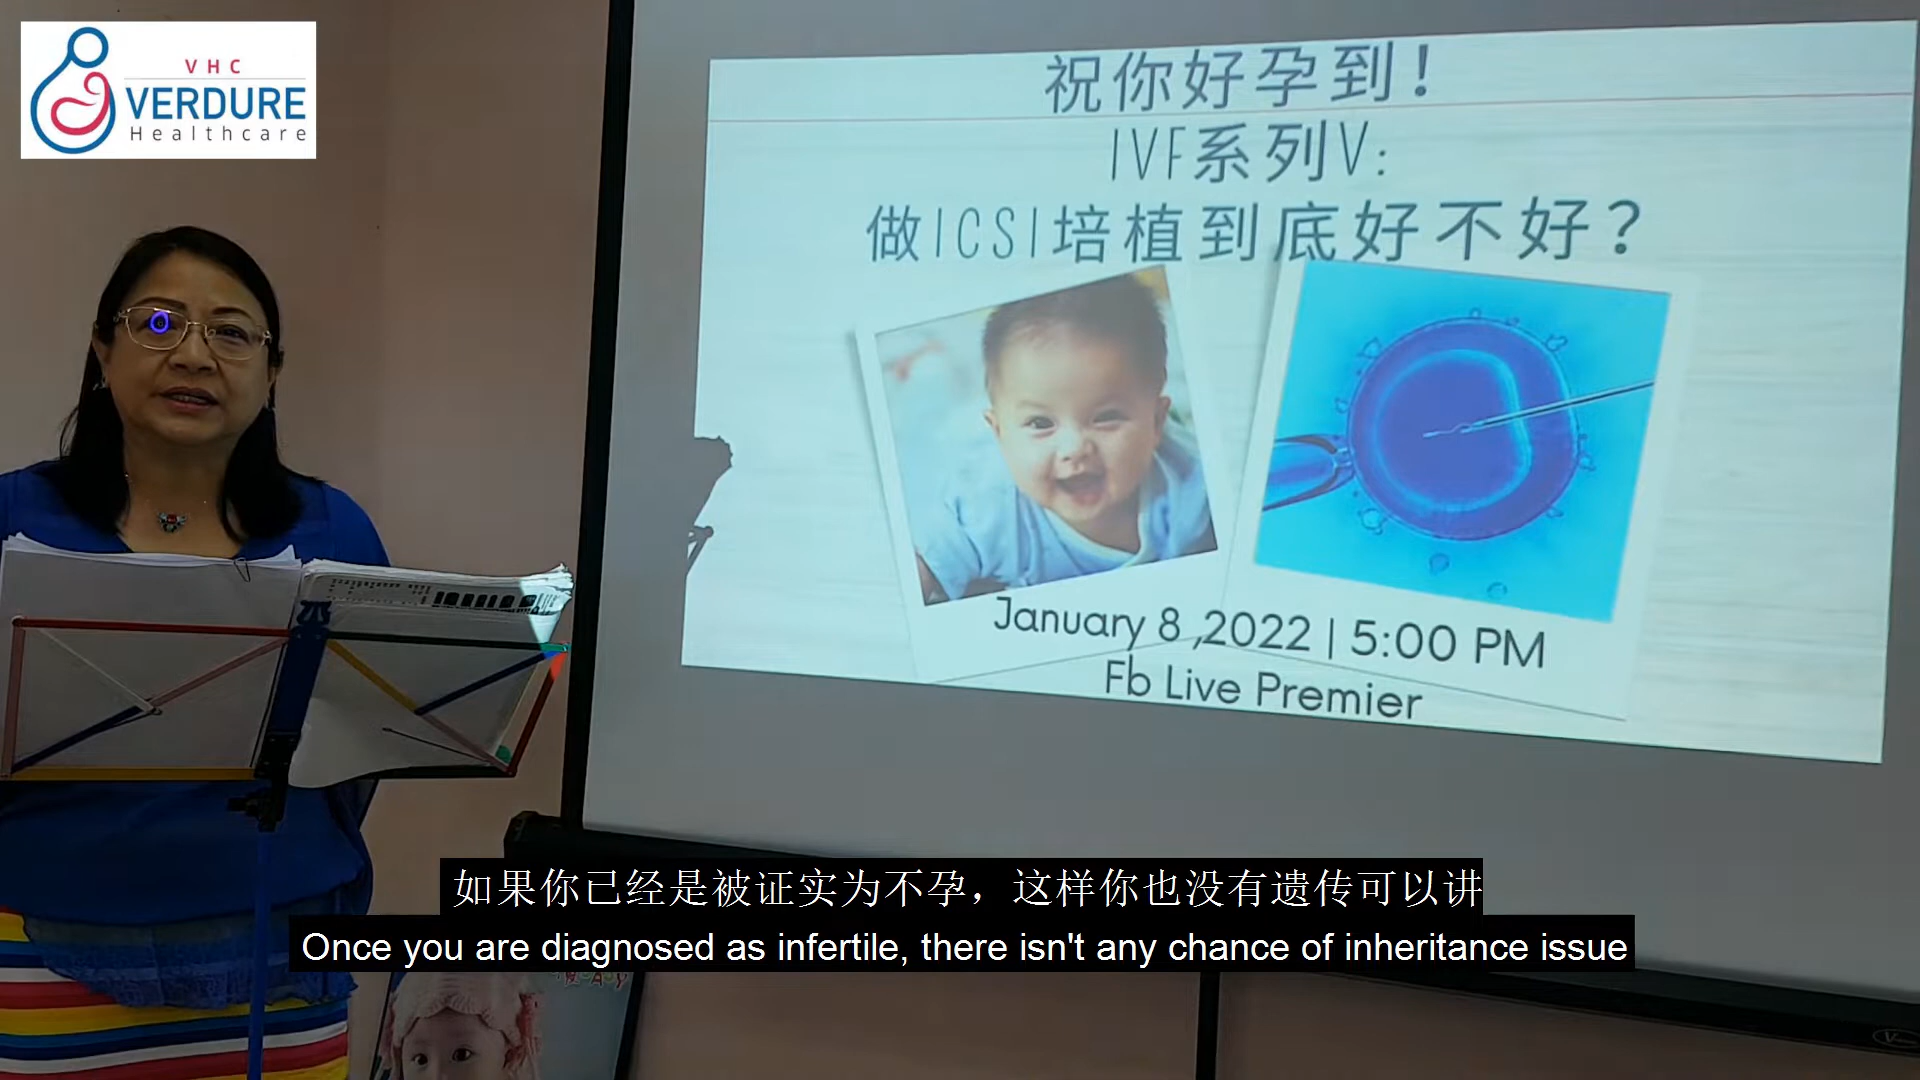 VHC
VERDURE
Healthcare
祝你好孕到!
IVF系列V:
做ICSI培植到底好不好?
January 8 ,2022 | 5:00 PM
Fb Live Premier
如果你已经是被证实为不孕，这样你也没有遗传可以讲
Once you are diagnosed as infertile, there isn't any chance of inheritance issue